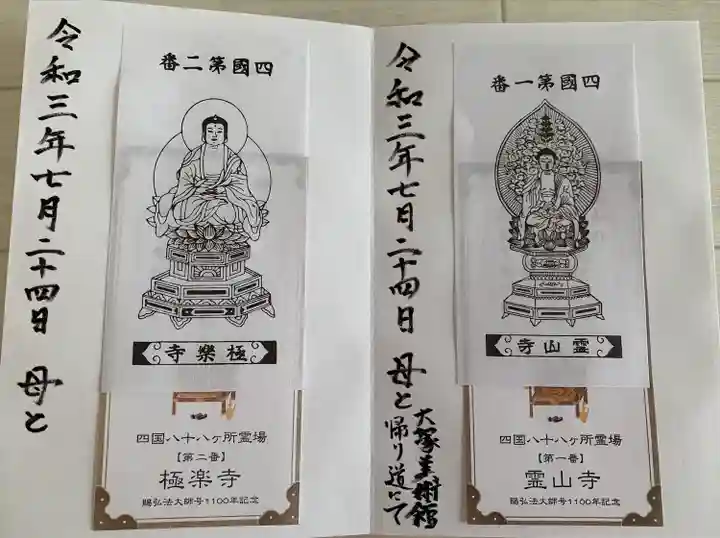 番一第國四
寺山霊
四国八十八ヶ所霊場
【第一番】
霊山寺
賜弘法大師号1100年記念
令和三年七月二十四日 母と
大塚美術館
帰り道にて
番二第國四
寺樂極
四国八十八ヶ所霊場
【第二番】
極楽寺
賜弘法大師号1100年記念
令和三年七月二十四日 母と